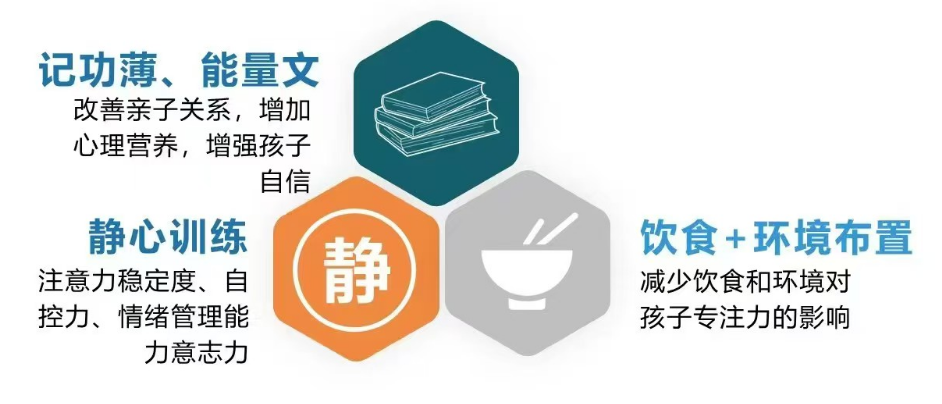 记功薄、能量文
改善亲子关系，增加
心理营养，增强孩子
自信
静心训练
注意力稳定度、自
控力、情绪管理能
力意志力
静
饮食+环境布置
减少饮食和环境对
孩子专注力的影响